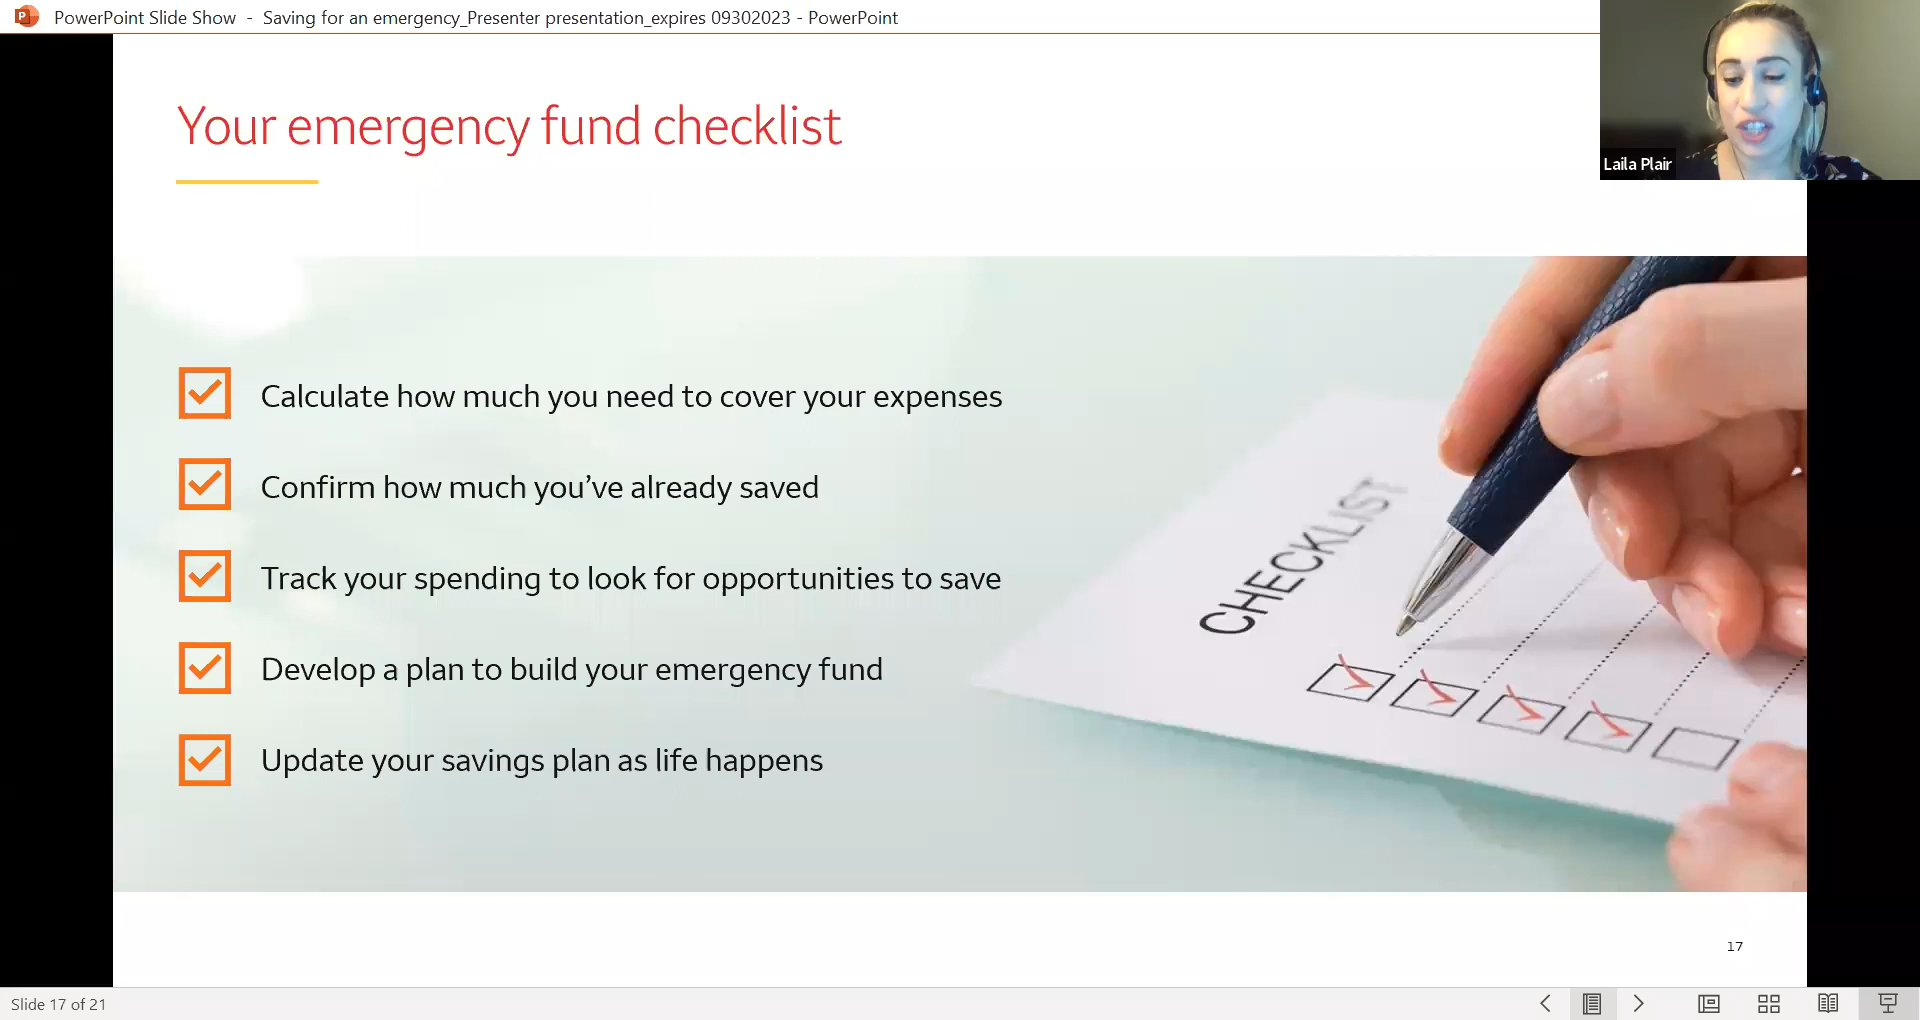 PowerPoint Slide Show - Saving for an emergency_Presenter presentation_expires 09302023 - PowerPoint
Laila Plair
Your emergency fund checklist
Calculate how much you need to cover your expenses
Confirm how much you’ve already saved
Track your spending to look for opportunities to save
Develop a plan to build your emergency fund
Update your savings plan as life happens
CHECKLIST
17
Slide 17 of 21